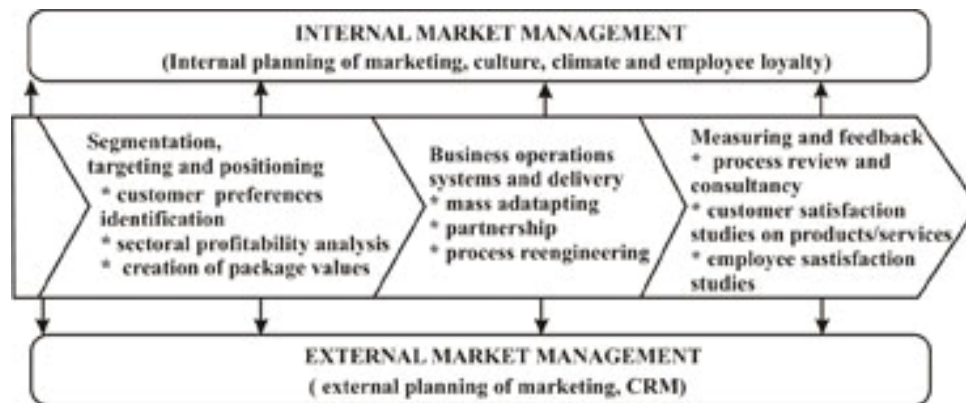 INTERNAL MARKET MANAGEMENT
(Internal planning of marketing, culture, climate and employee loyalty)
Segmentation,
targeting and positioning
* customer preferences
identification
* sectoral profitability analysis
* creation of package values
Business operations
systems and delivery
* mass adatapting
* partnership
* process reengineering
Measuring and feedback
* process review and
consultancy
* customer satisfaction
studies on products/services
* employee sastisfaction
studies
EXTERNAL MARKET MANAGEMENT
( external planning of marketing, CRM)